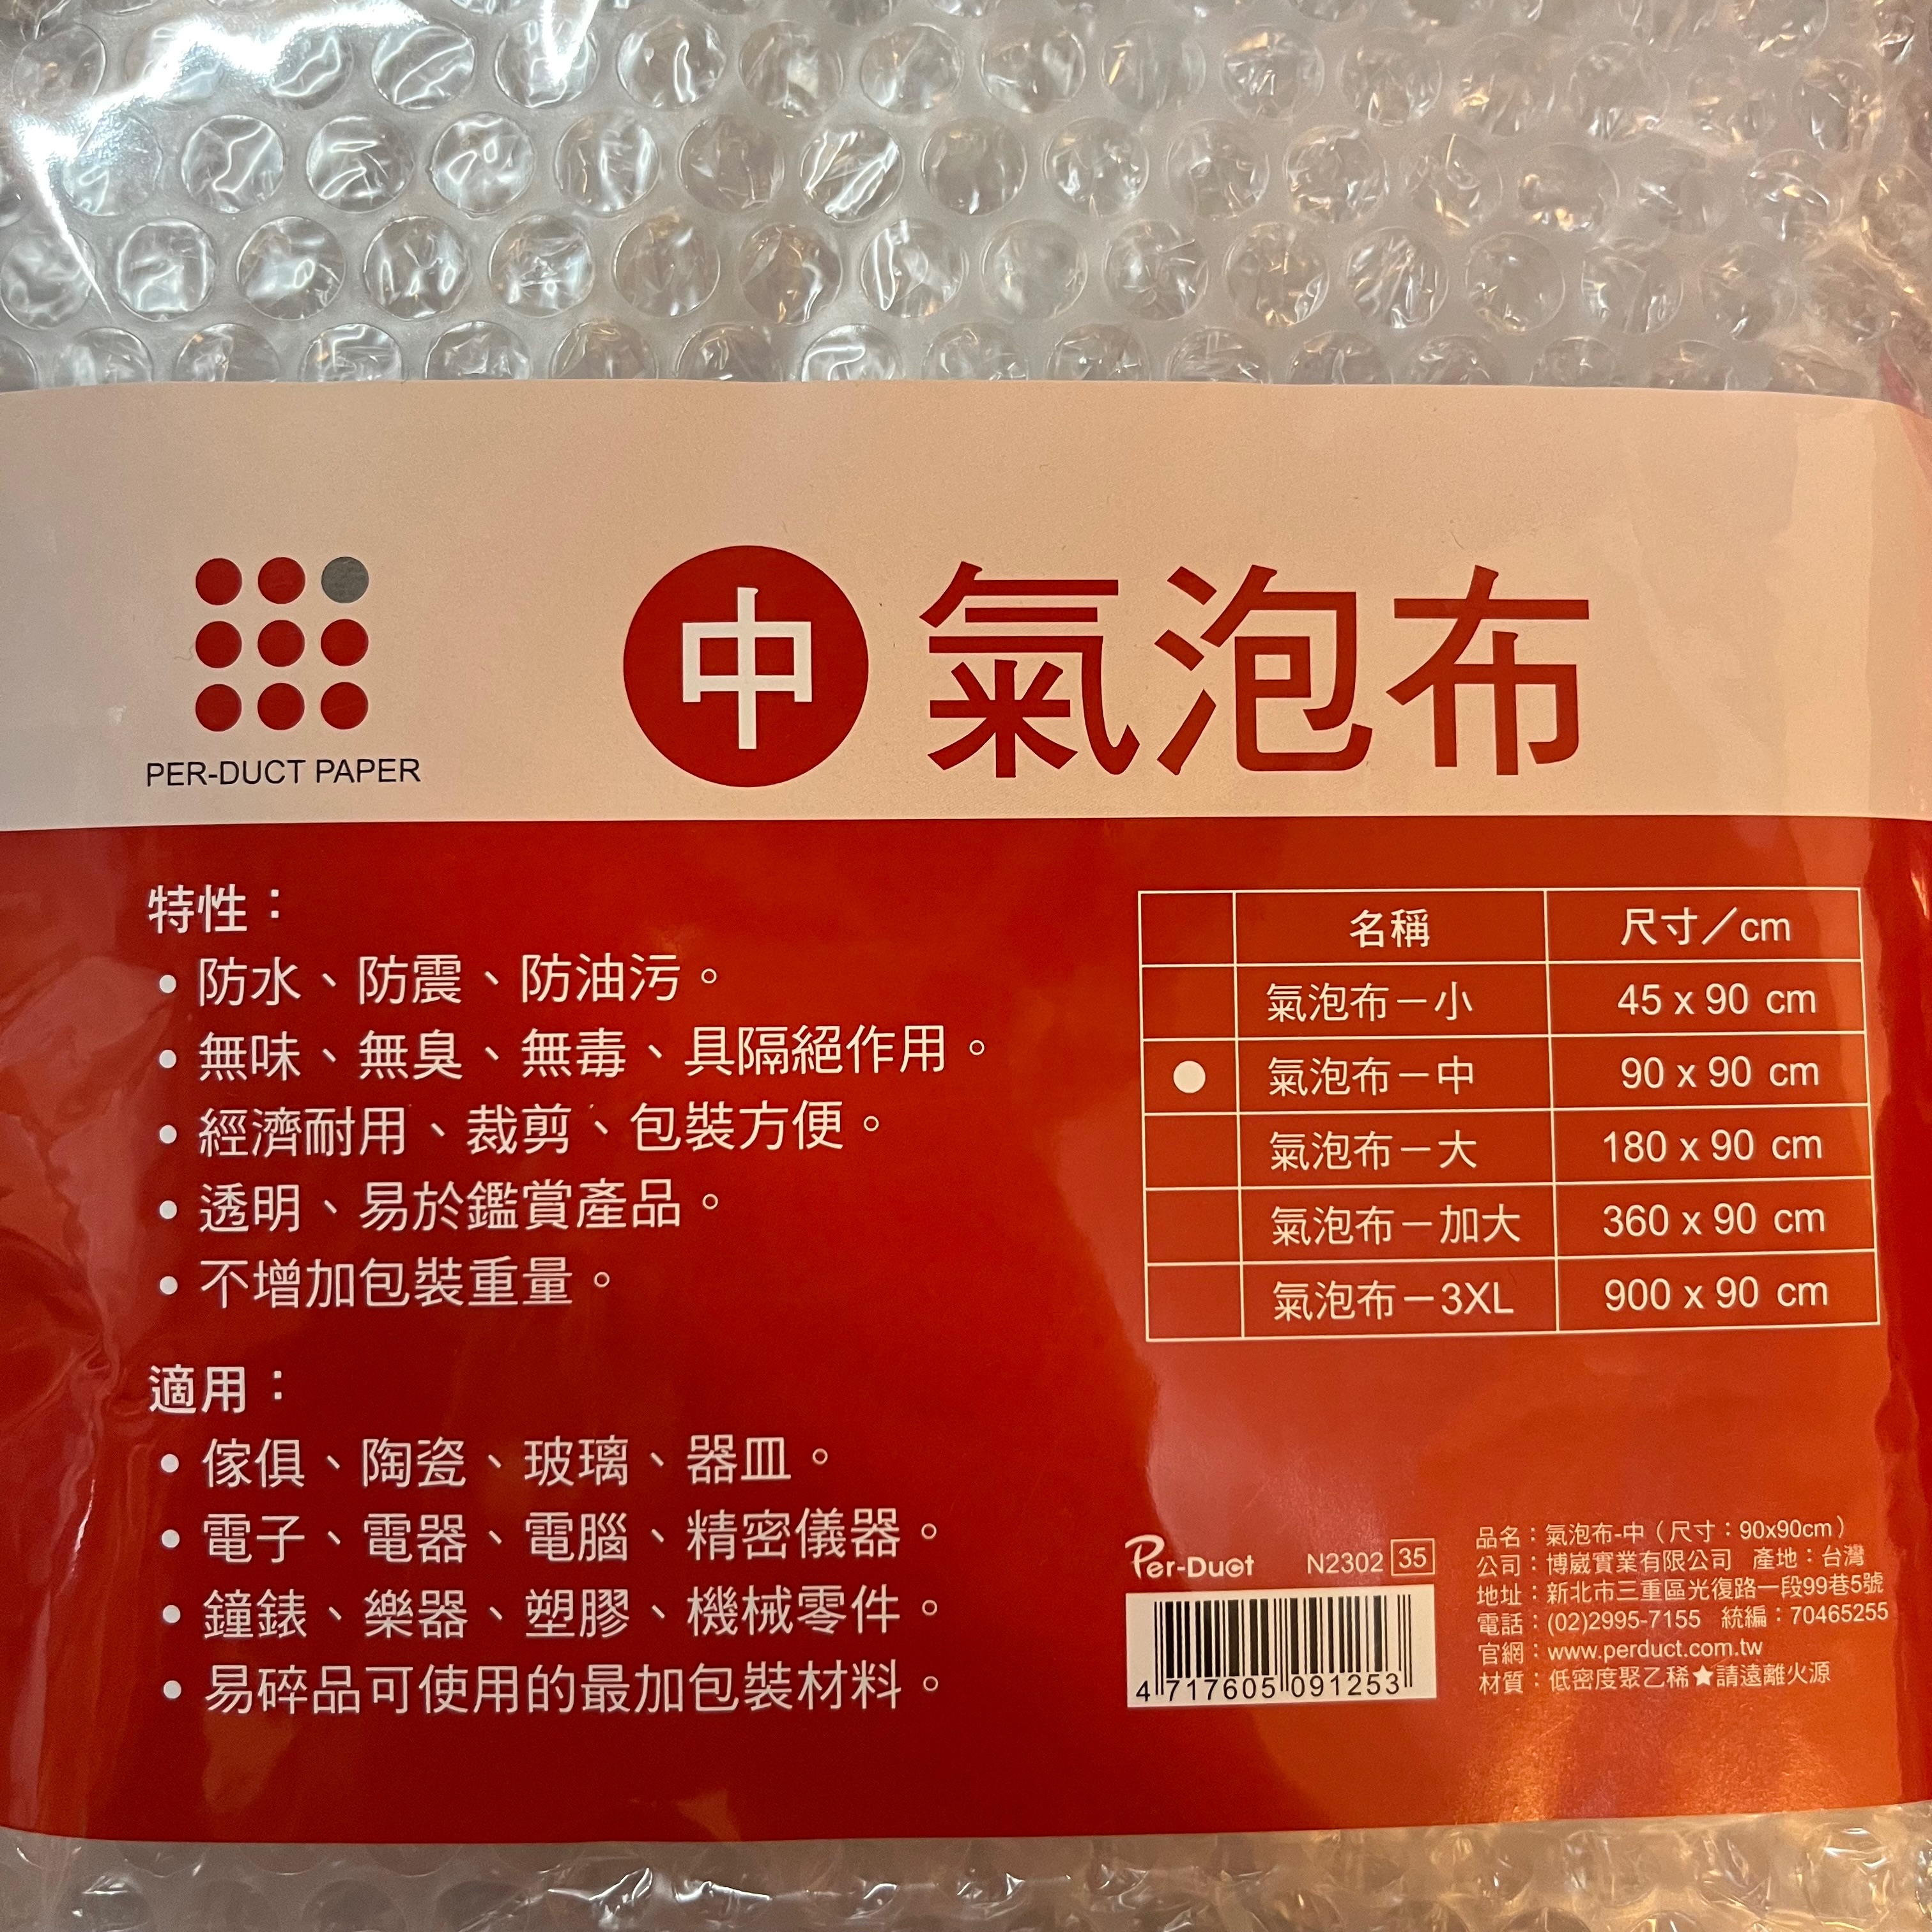 PER-DUCT PAPER
中 氣泡布
特性：
• 防水、防震、防油污。
• 無味、無臭、無毒、具隔絕作用。
• 經濟耐用、裁剪、包裝方便。
• 透明、易於鑑賞產品。
• 不增加包裝重量。
適用：
• 傢俱、陶瓷、玻璃、器皿。
• 電子、電器、電腦、精密儀器。
• 鐘錶、樂器、塑膠、機械零件。
• 易碎品可使用的最加包裝材料。
名稱 尺寸／cm
氣泡布－小 45 x 90 cm
● 氣泡布－中 90 x 90 cm
氣泡布－大 180 x 90 cm
氣泡布－加大 360 x 90 cm
氣泡布－3XL 900 x 90 cm
Per-Duct N2302 35
4 717605 091253
品名：氣泡布-中（尺寸：90x90cm）
公司：博崴實業有限公司 產地：台灣
地址：新北市三重區光復路一段99巷5號
電話：(02)2995-7155 統編：70465255
官網：www.perduct.com.tw
材質：低密度聚乙稀★請遠離火源